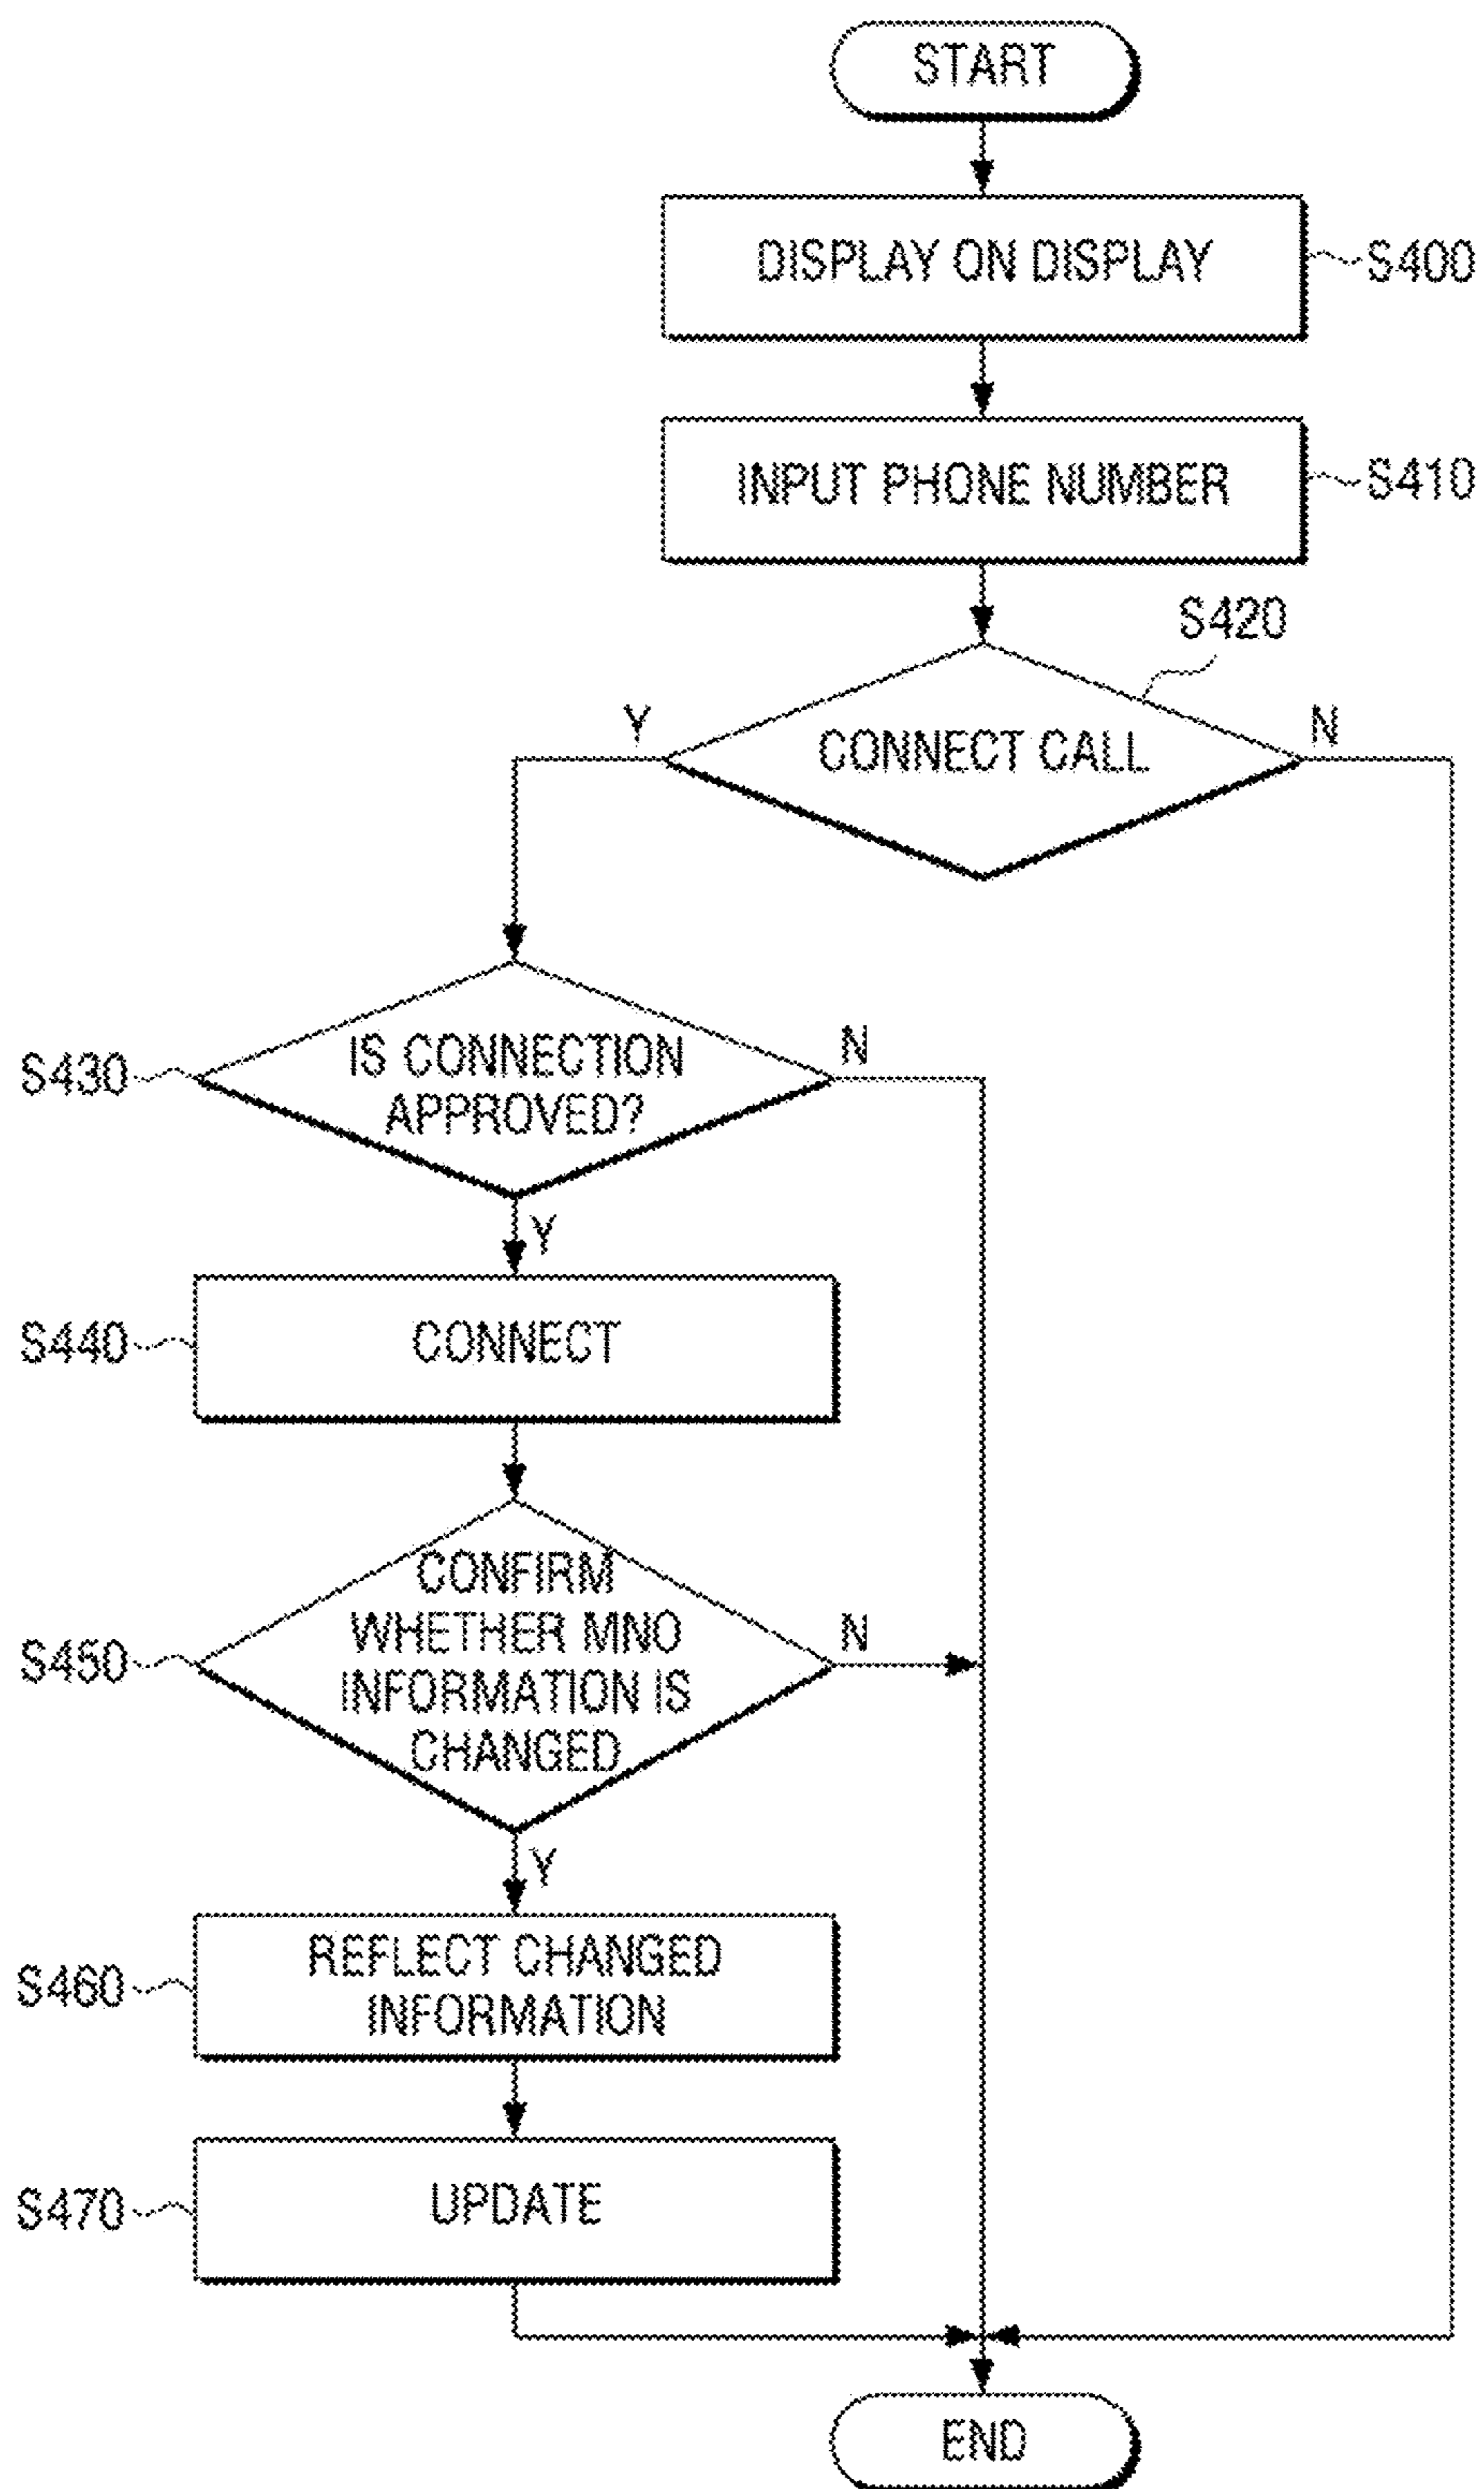 START
DISPLAY ON DISPLAY
S400
INPUT PHONE NUMBER
S410
S420
Y
CONNECT CALL
N
S430
IS CONNECTION
APPROVED?
N
Y
S440
CONNECT
S450
CONFIRM
WHETHER MNO
INFORMATION IS
CHANGED
N
Y
S460
REFLECT CHANGED
INFORMATION
S470
UPDATE
END